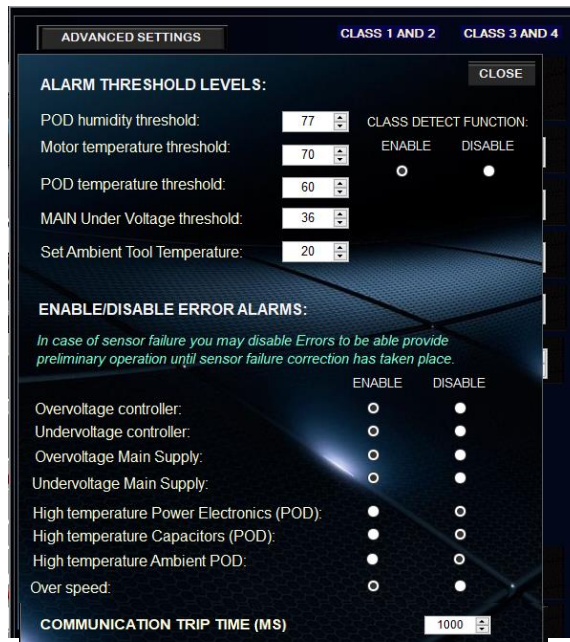 ADVANCED SETTINGS CLASS 1 AND 2 CLASS 3 AND 4
CLOSE
ALARM THRESHOLD LEVELS:
POD humidity threshold: 77 CLASS DETECT FUNCTION:
Motor temperature threshold: 70 ENABLE DISABLE
POD temperature threshold: 60
MAIN Under Voltage threshold: 36
Set Ambient Tool Temperature: 20
ENABLE/DISABLE ERROR ALARMS:
In case of sensor failure you may disable Errors to be able provide
preliminary operation until sensor failure correction has taken place.
ENABLE DISABLE
Overvoltage controller:
Undervoltage controller:
Overvoltage Main Supply:
Undervoltage Main Supply:
High temperature Power Electronics (POD):
High temperature Capacitors (POD):
High temperature Ambient POD:
Over speed:
COMMUNICATION TRIP TIME (MS) 1000